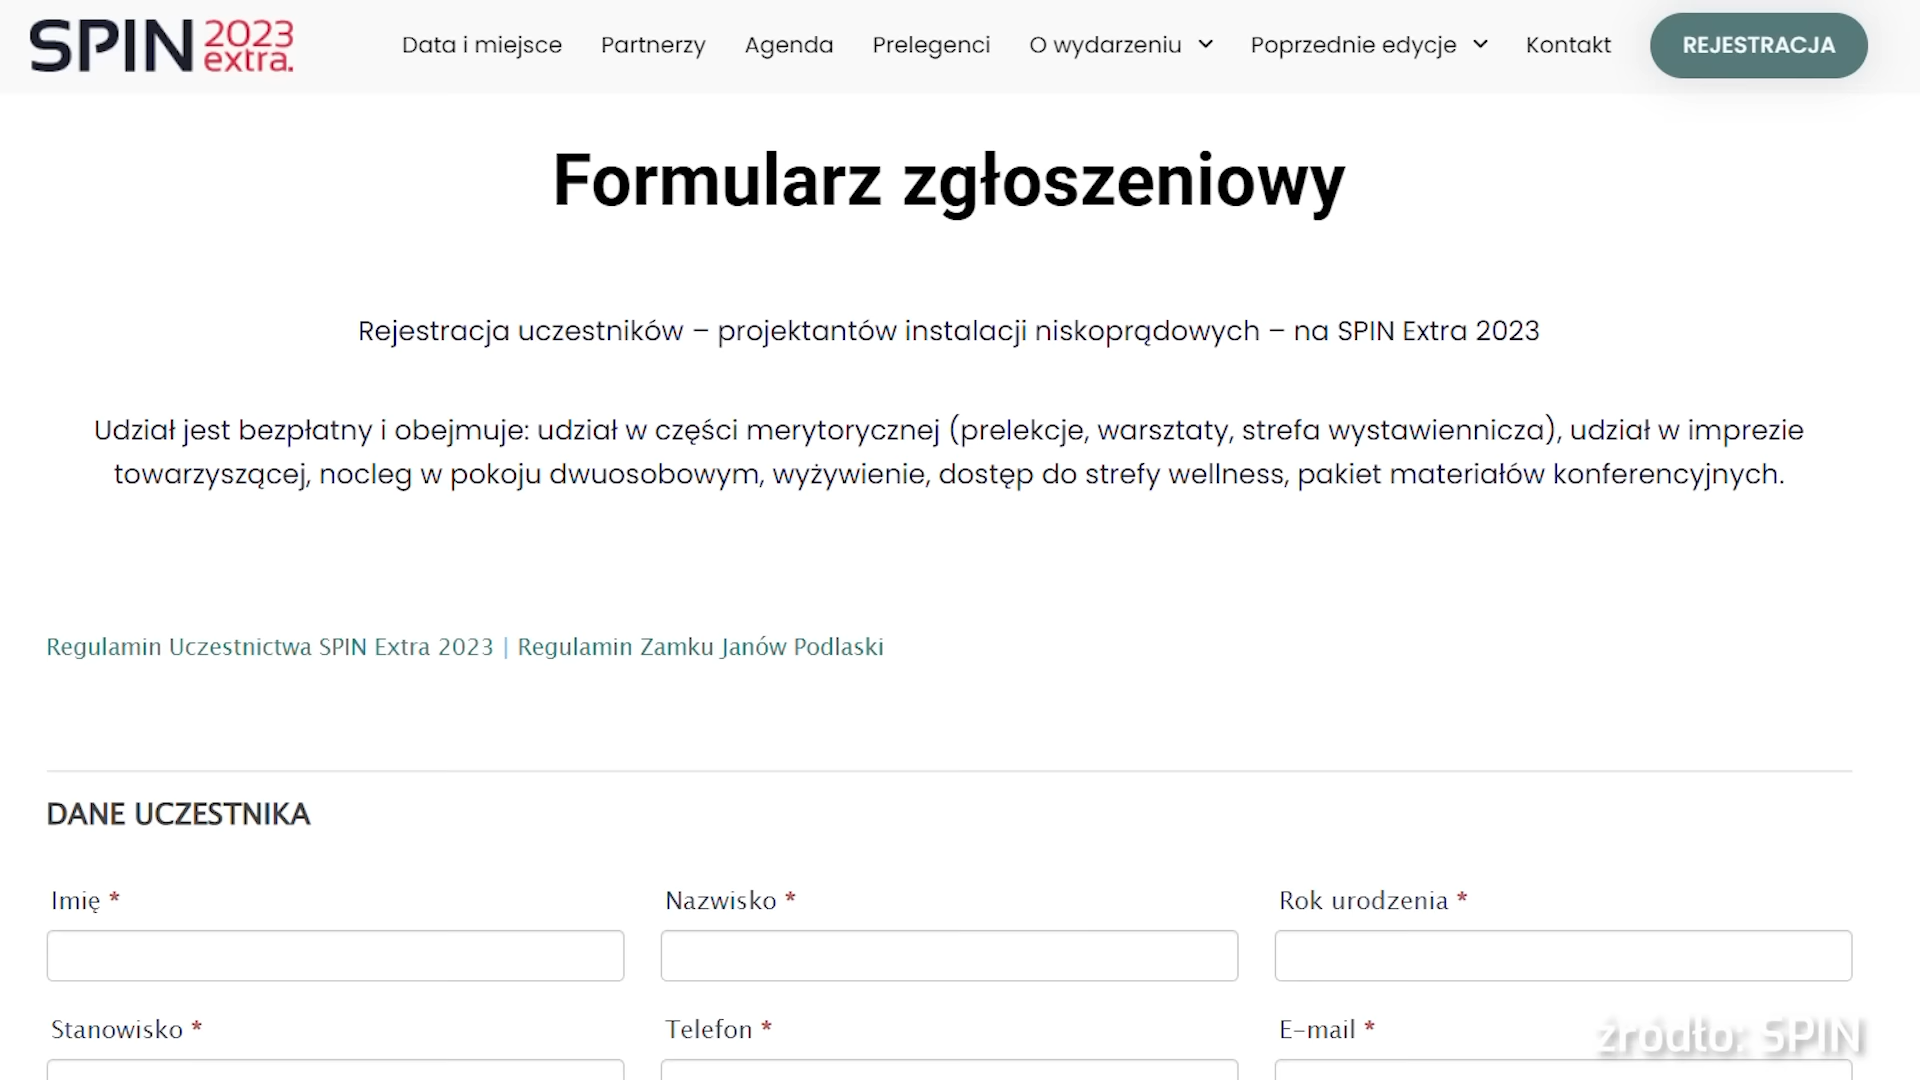 SPIN 2023 extra.
Data i miejsce Partnerzy Agenda Prelegenci O wydarzeniu Poprzednie edycje Kontakt REJESTRACJA
Formularz zgłoszeniowy
Rejestracja uczestników – projektantów instalacji niskoprądowych – na SPIN Extra 2023
Udział jest bezpłatny i obejmuje: udział w części merytorycznej (prelekcje, warsztaty, strefa wystawiennicza), udział w imprezie
towarzyszącej, nocleg w pokoju dwuosobowym, wyżywienie, dostęp do strefy wellness, pakiet materiałów konferencyjnych.
Regulamin Uczestnictwa SPIN Extra 2023 | Regulamin Zamku Janów Podlaski
DANE UCZESTNIKA
Imię * Nazwisko * Rok urodzenia *
Stanowisko * Telefon * E-mail *
źródło: SPIN